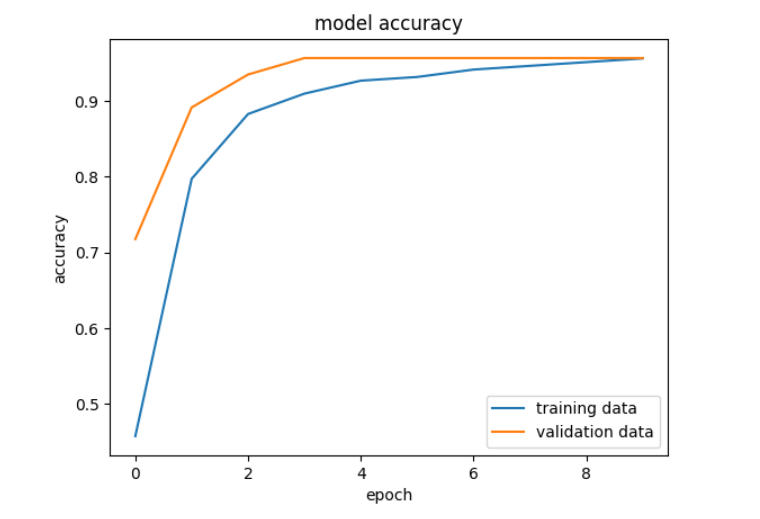 model accuracy
accuracy
0.9
0.8
0.7
0.6
0.5
training data
validation data
0 2 4 6 8
epoch